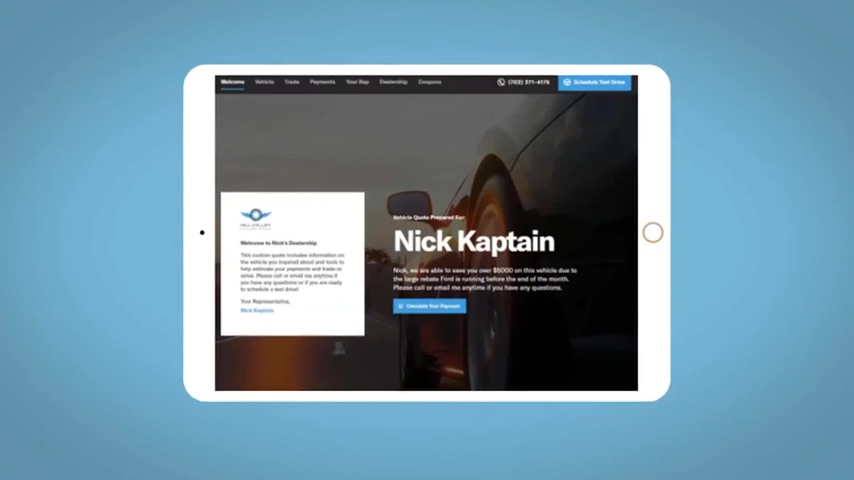 Welcome Vehicle Trade Payments Your Rep Dealership Coupons (702) 371-4175 Schedule Test Drive
HILL VALLEY
Welcome to Nick's Dealership
This custom quote includes information on
the vehicle you inquired about and tools to
help estimate your payments and trade-in
value. Please call or email me anytime if
you have any questions or if you are ready
to schedule a test drive!
Your Representative,
Nick Kaptain
Vehicle Quote Prepared For:
Nick Kaptain
Nick, we are able to save you over $6000 on this vehicle due to
the large rebate Ford is running before the end of the month.
Please call or email me anytime if you have any questions.
Calculate Your Payment